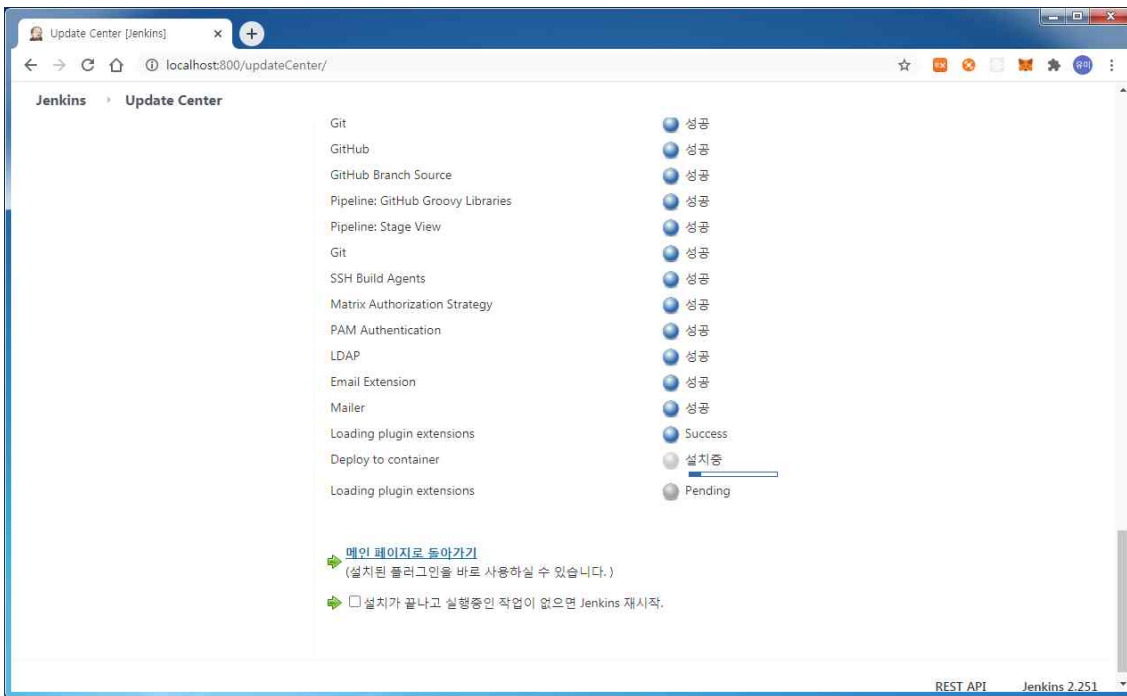 Update Center [Jenkins]
localhost:800/updateCenter/
유미
Jenkins Update Center
Git 성공
GitHub 성공
GitHub Branch Source 성공
Pipeline: GitHub Groovy Libraries 성공
Pipeline: Stage View 성공
Git 성공
SSH Build Agents 성공
Matrix Authorization Strategy 성공
PAM Authentication 성공
LDAP 성공
Email Extension 성공
Mailer 성공
Loading plugin extensions Success
Deploy to container 설치중
Loading plugin extensions Pending
메인 페이지로 돌아가기
(설치된 플러그인을 바로 사용하실 수 있습니다. )
설치가 끝나고 실행중인 작업이 없으면 Jenkins 재시작.
REST API Jenkins 2.251